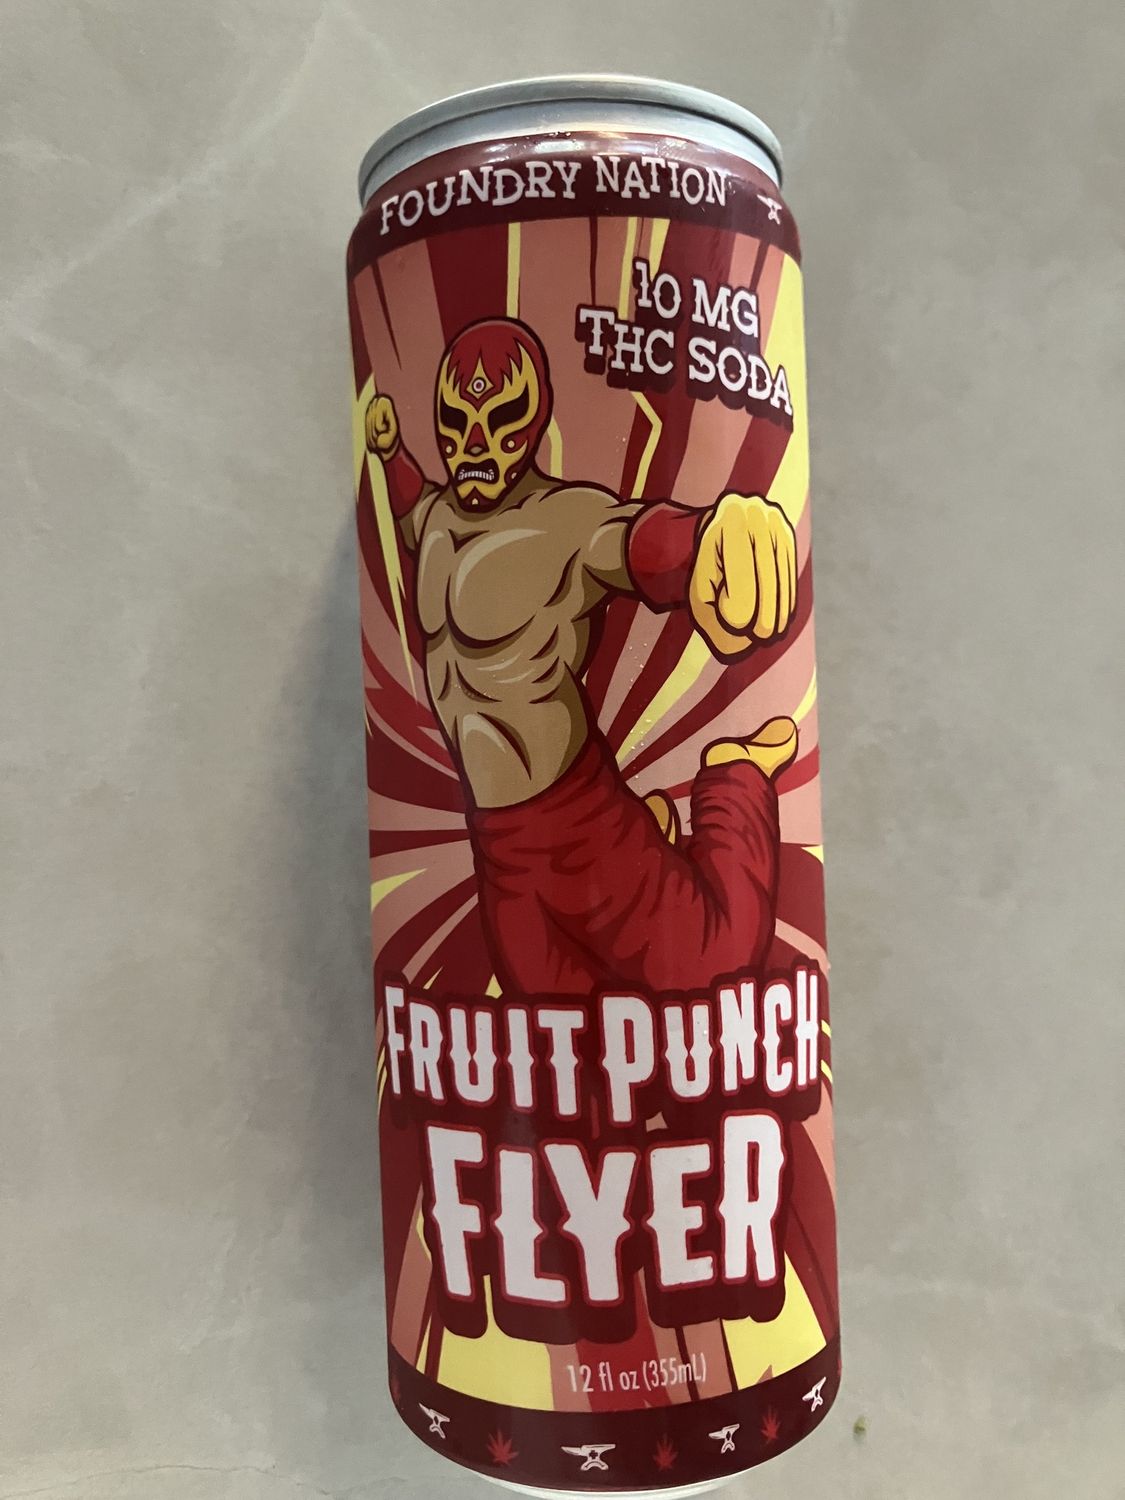 FOUNDRY NATION
10 MG
THC SODA
FRUIT PUNCH
FLYER
12 fl oz (355mL)